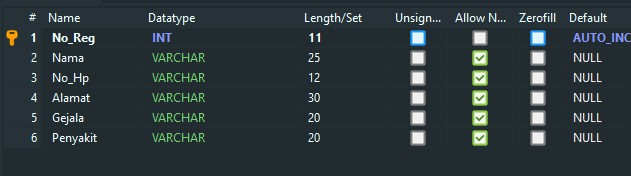 # Name Datatype Length/Set Unsign... Allow N... Zerofill Default
1 No_Reg INT 11 AUTO_INC
2 Nama VARCHAR 25 NULL
3 No_Hp VARCHAR 12 NULL
4 Alamat VARCHAR 30 NULL
5 Gejala VARCHAR 20 NULL
6 Penyakit VARCHAR 20 NULL